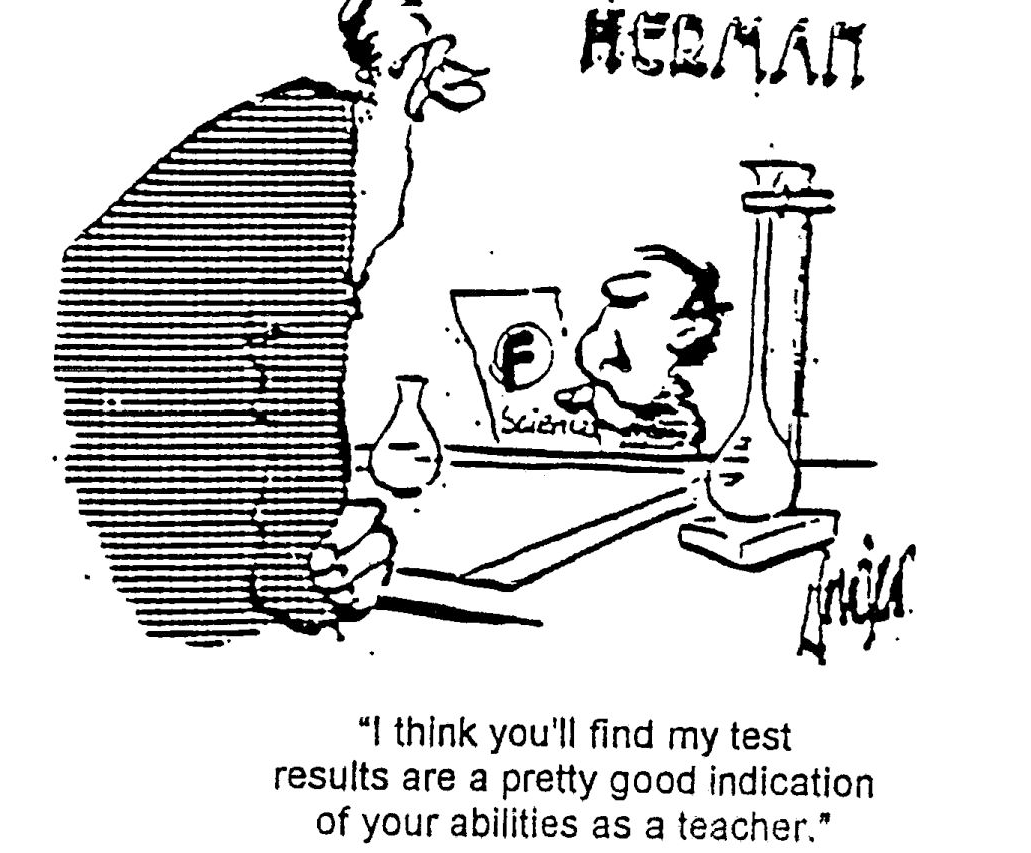 HERMAN
F
Science
"I think you'll find my test
results are a pretty good indication
of your abilities as a teacher."